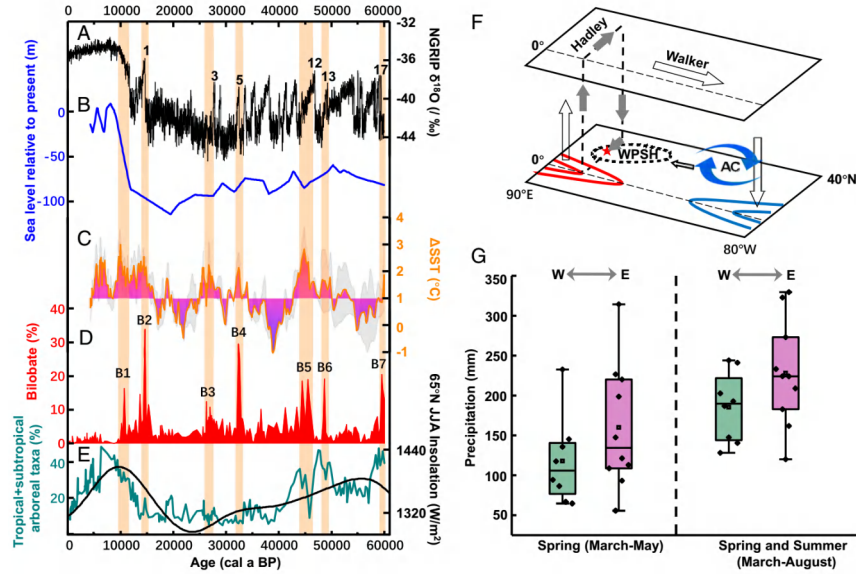 0 10000 20000 30000 40000 50000 60000
A
B
C
D
E
1
3
5
12
13
17
-32
-36
-40
-44
NGRIP δ¹⁸O (‰)
Sea level relative to present (m)
0
-50
-100
ΔSST (°C)
4
3
2
1
0
-1
Bilobate (%)
40
30
20
10
0
B1
B2
B3
B4
B5
B6
B7
Tropical+subtropical
arboreal taxa (%)
40
20
65°N JJA Insolation (W/m²)
1440
1320
0 10000 20000 30000 40000 50000 60000
Age (cal a BP)
F
0°
Hadley
Walker
0°
WPSH
AC
90°E
80°W
40°N
G
W E
W E
Precipitation (mm)
350
300
250
200
150
100
50
Spring (March-May)
Spring and Summer
(March-August)